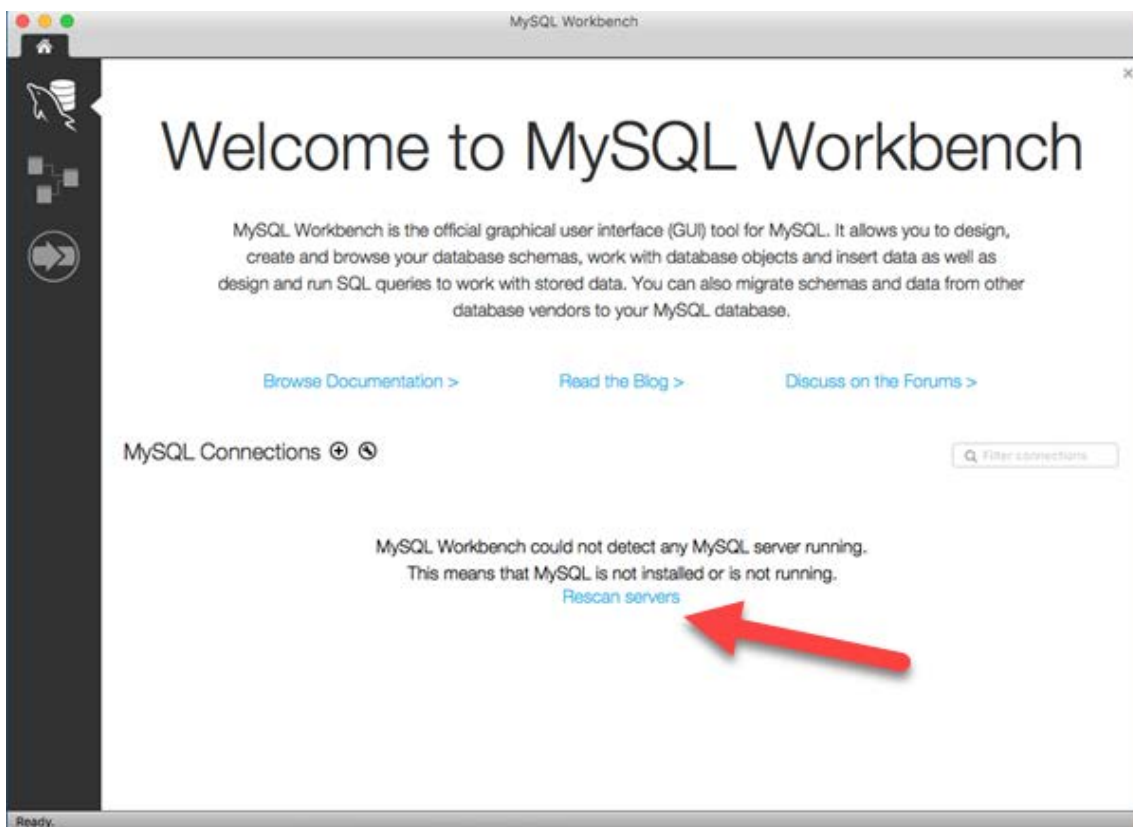 MySQL Workbench
Welcome to MySQL Workbench
MySQL Workbench is the official graphical user interface (GUI) tool for MySQL. It allows you to design,
create and browse your database schemas, work with database objects and insert data as well as
design and run SQL queries to work with stored data. You can also migrate schemas and data from other
database vendors to your MySQL database.
Browse Documentation > Read the Blog > Discuss on the Forums >
MySQL Connections
Filter connections
MySQL Workbench could not detect any MySQL server running.
This means that MySQL is not installed or is not running.
Rescan servers
Ready.